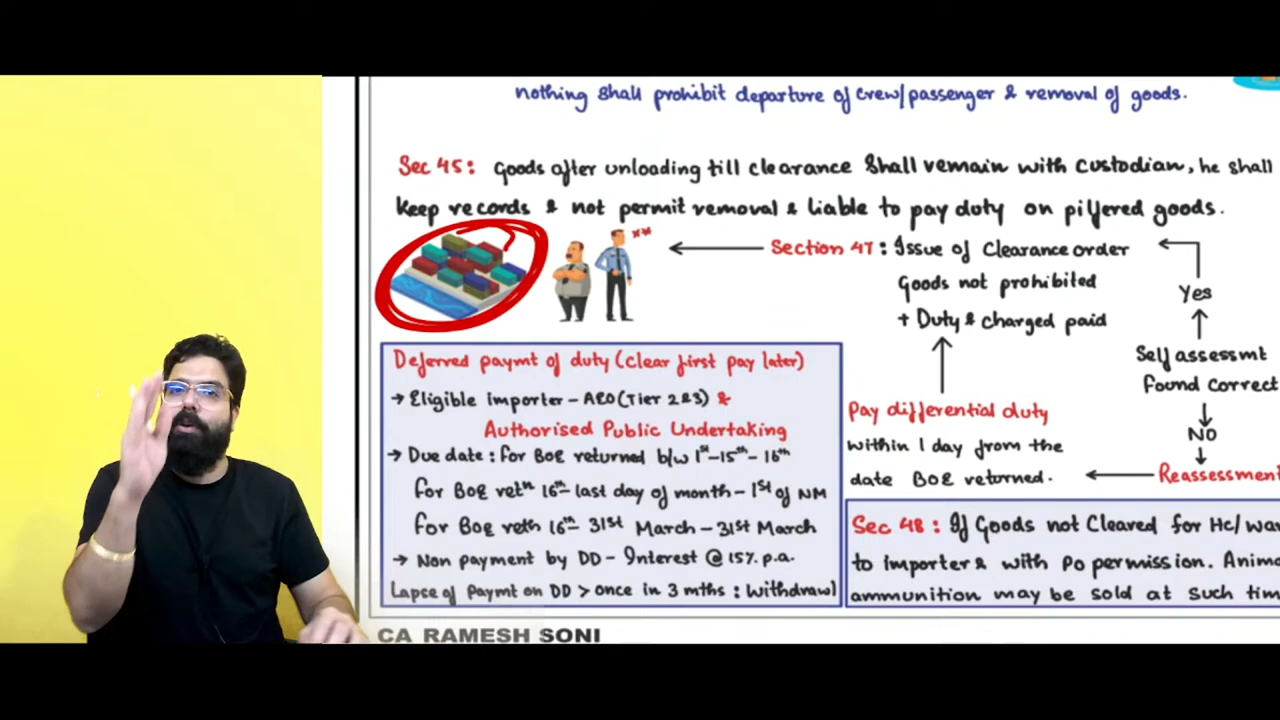 nothing shall prohibit departure of crew/passenger & removal of goods.
Sec 45: Goods after unloading till clearance shall remain with custodian, he shall
keep records & not permit removal & liable to pay duty on pilfered goods.
**
Section 47: Issue of Clearance order
Goods not prohibited
+ Duty & charged paid
Yes
Self assessmt
found correct
NO
Reassessment
Pay differential duty
within 1 day from the
date BOE returned.
Deferred paymt of duty (clear first pay later)
→ Eligible importer - AEO (Tier 2&3) &
Authorised Public Undertaking
→ Due date: for BOE returned b/w 1st-15th - 16th
for BOE retn 16th - last day of month - 1st of NM
for BOE retn 16th - 31st March - 31st March
→ Non payment by DD - Interest @ 15% p.a.
Lapse of Paymt on DD > once in 3 mths: withdrawl
Sec 48: If Goods not Cleared for Hc/wa
to importer & with PO permission. Anima
ammunition may be sold at such tim
CA RAMESH SONI